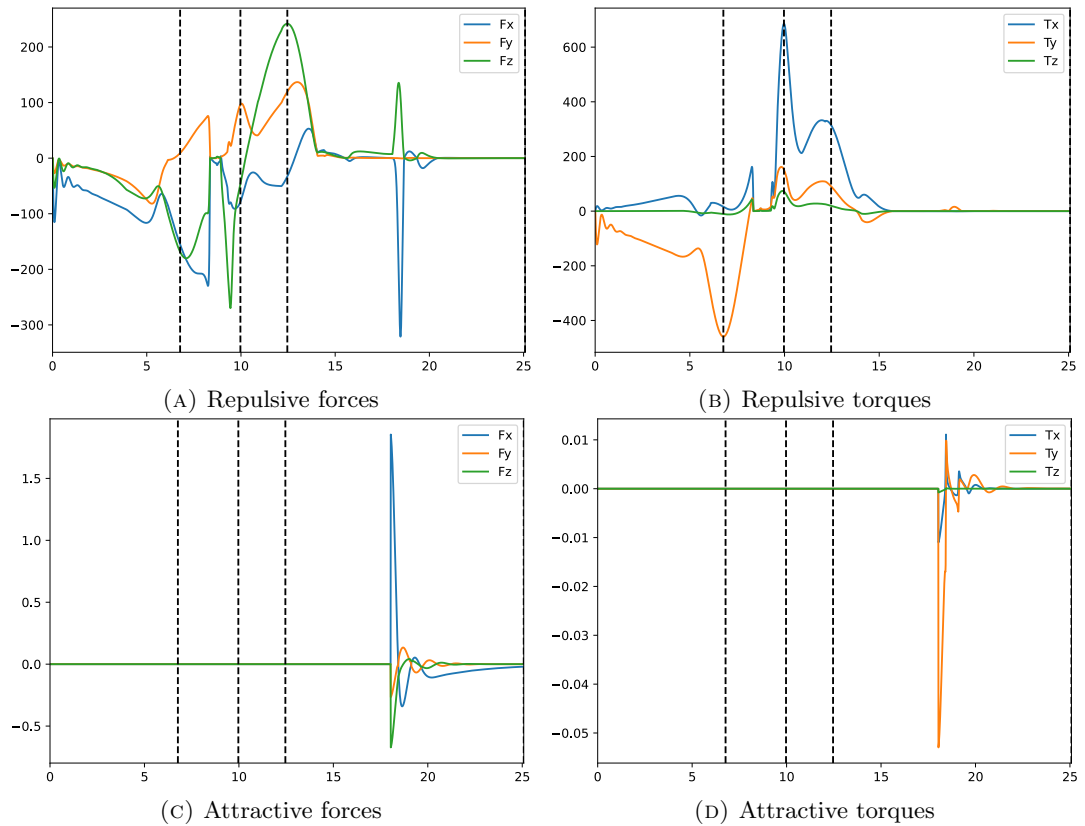 200
100
0
−100
−200
−300
0 5 10 15 20 25
Fx
Fy
Fz
(A) Repulsive forces
600
400
200
0
−200
−400
0 5 10 15 20 25
Tx
Ty
Tz
(B) Repulsive torques
1.5
1.0
0.5
0.0
−0.5
0 5 10 15 20 25
Fx
Fy
Fz
(C) Attractive forces
0.01
0.00
−0.01
−0.02
−0.03
−0.04
−0.05
0 5 10 15 20 25
Tx
Ty
Tz
(D) Attractive torques